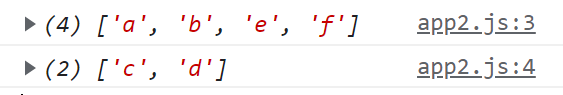 ▶ (4) ['a', 'b', 'e', 'f'] app2.js:3
▶ (2) ['c', 'd'] app2.js:4